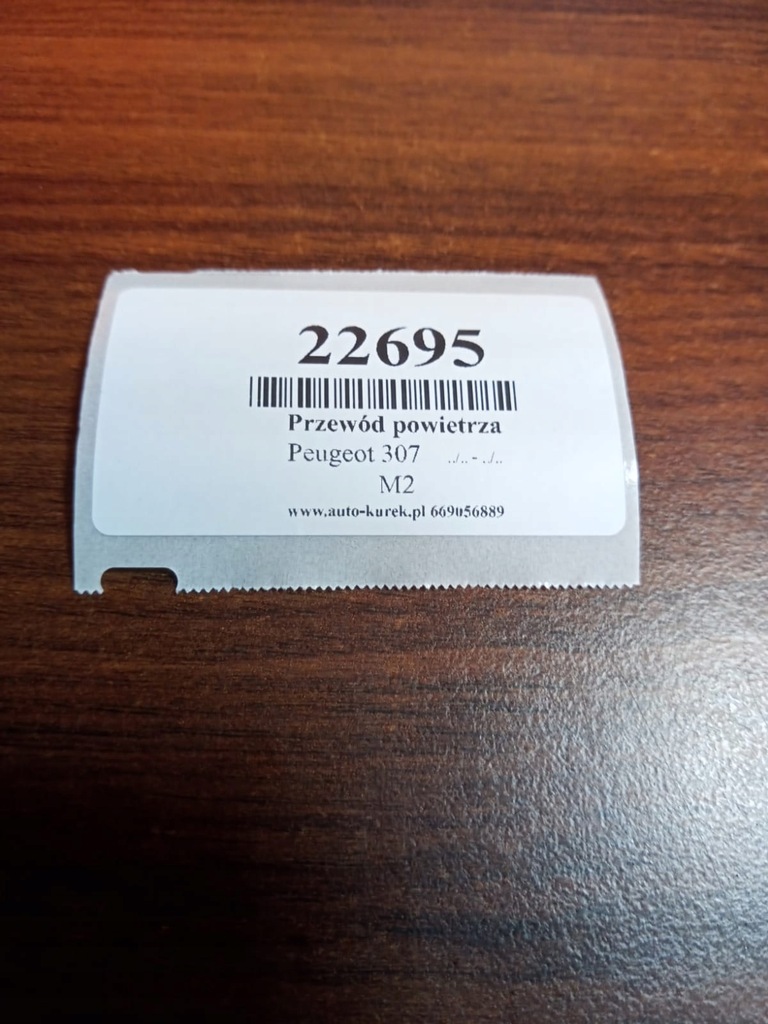 22695
Przewód powietrza
Peugeot 307 ../.. - ../..
M2
www.auto-kurek.pl 669056889